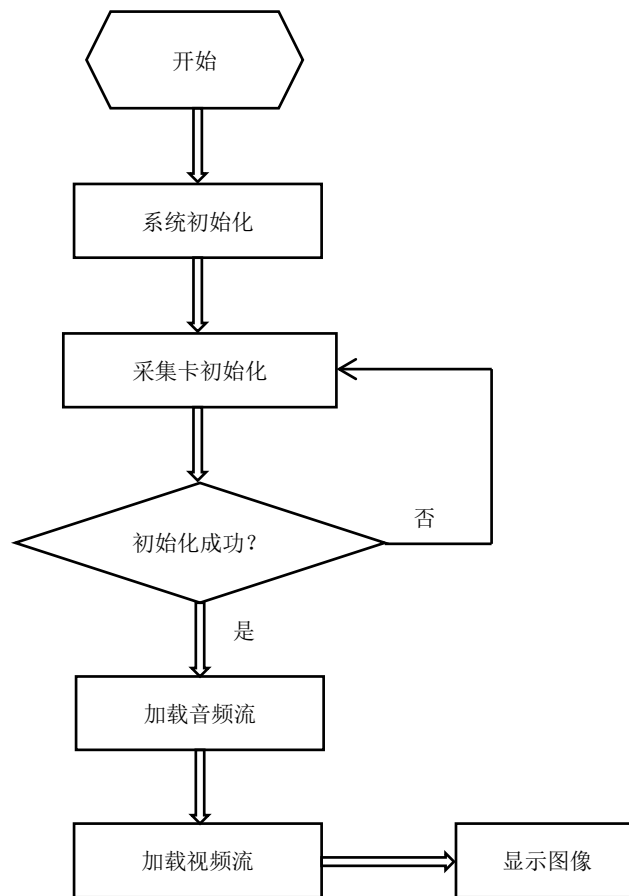 开始
系统初始化
采集卡初始化
初始化成功？
否
是
加载音频流
加载视频流
显示图像